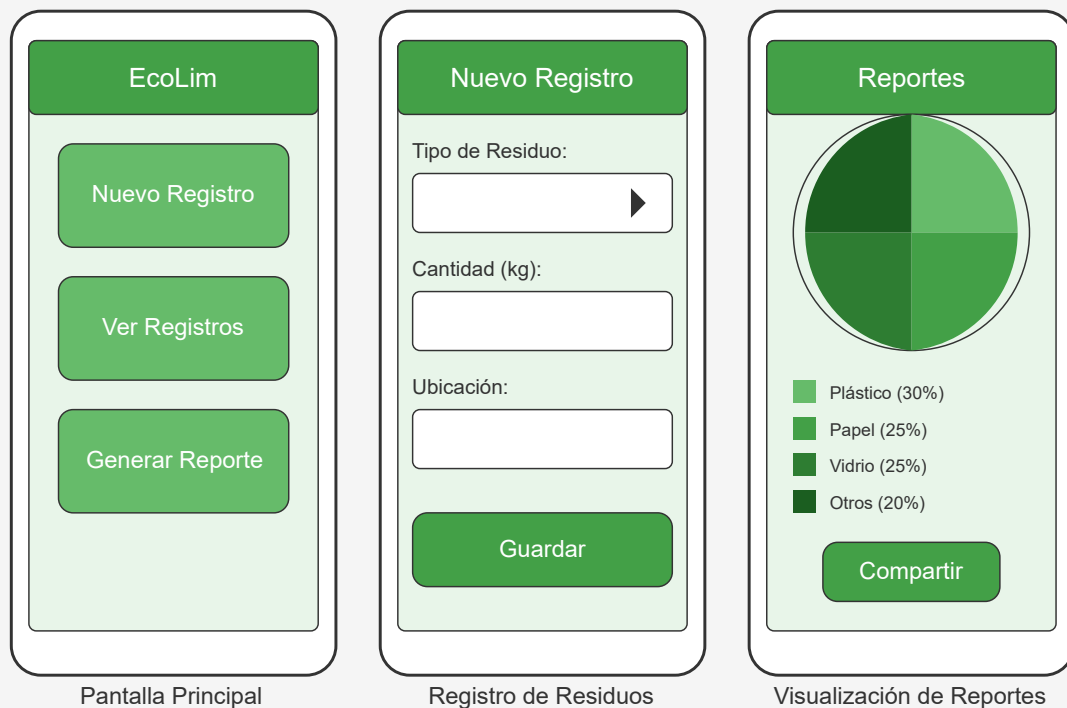 EcoLim
Nuevo Registro
Ver Registros
Generar Reporte
Pantalla Principal
Nuevo Registro
Tipo de Residuo:
Cantidad (kg):
Ubicación:
Guardar
Registro de Residuos
Reportes
Plástico (30%)
Papel (25%)
Vidrio (25%)
Otros (20%)
Compartir
Visualización de Reportes